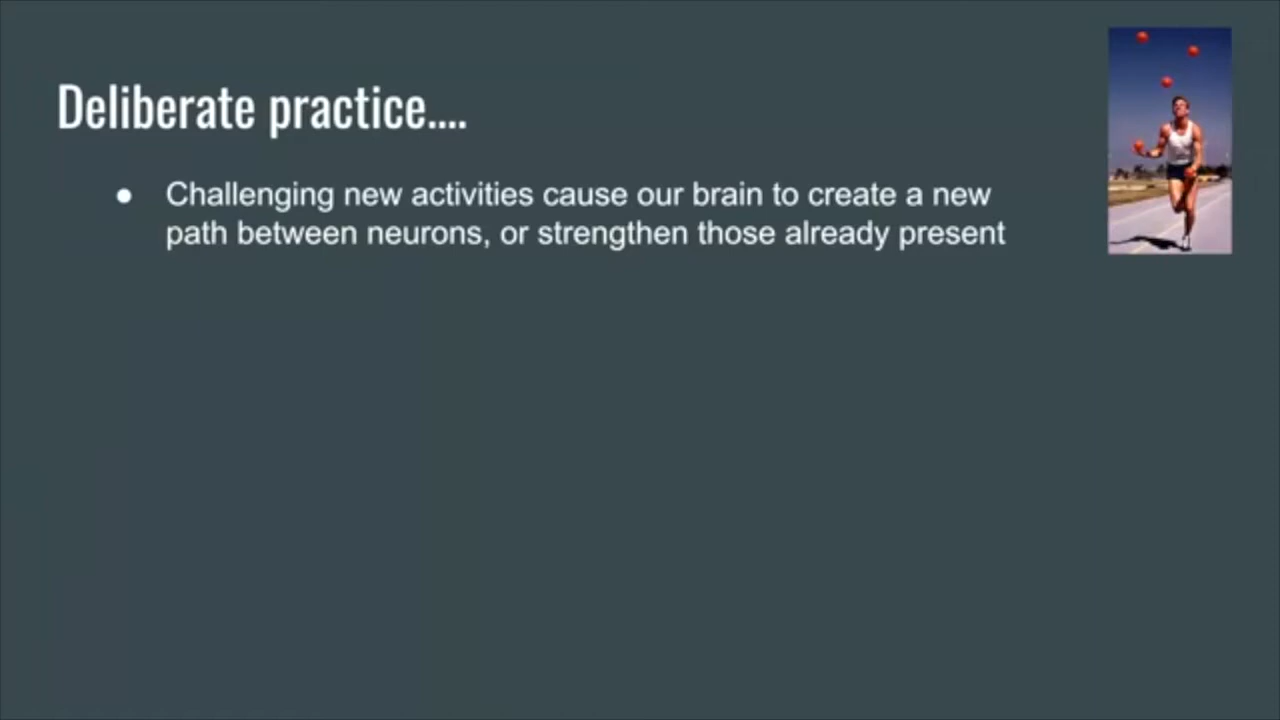 Deliberate practice....
● Challenging new activities cause our brain to create a new
path between neurons, or strengthen those already present